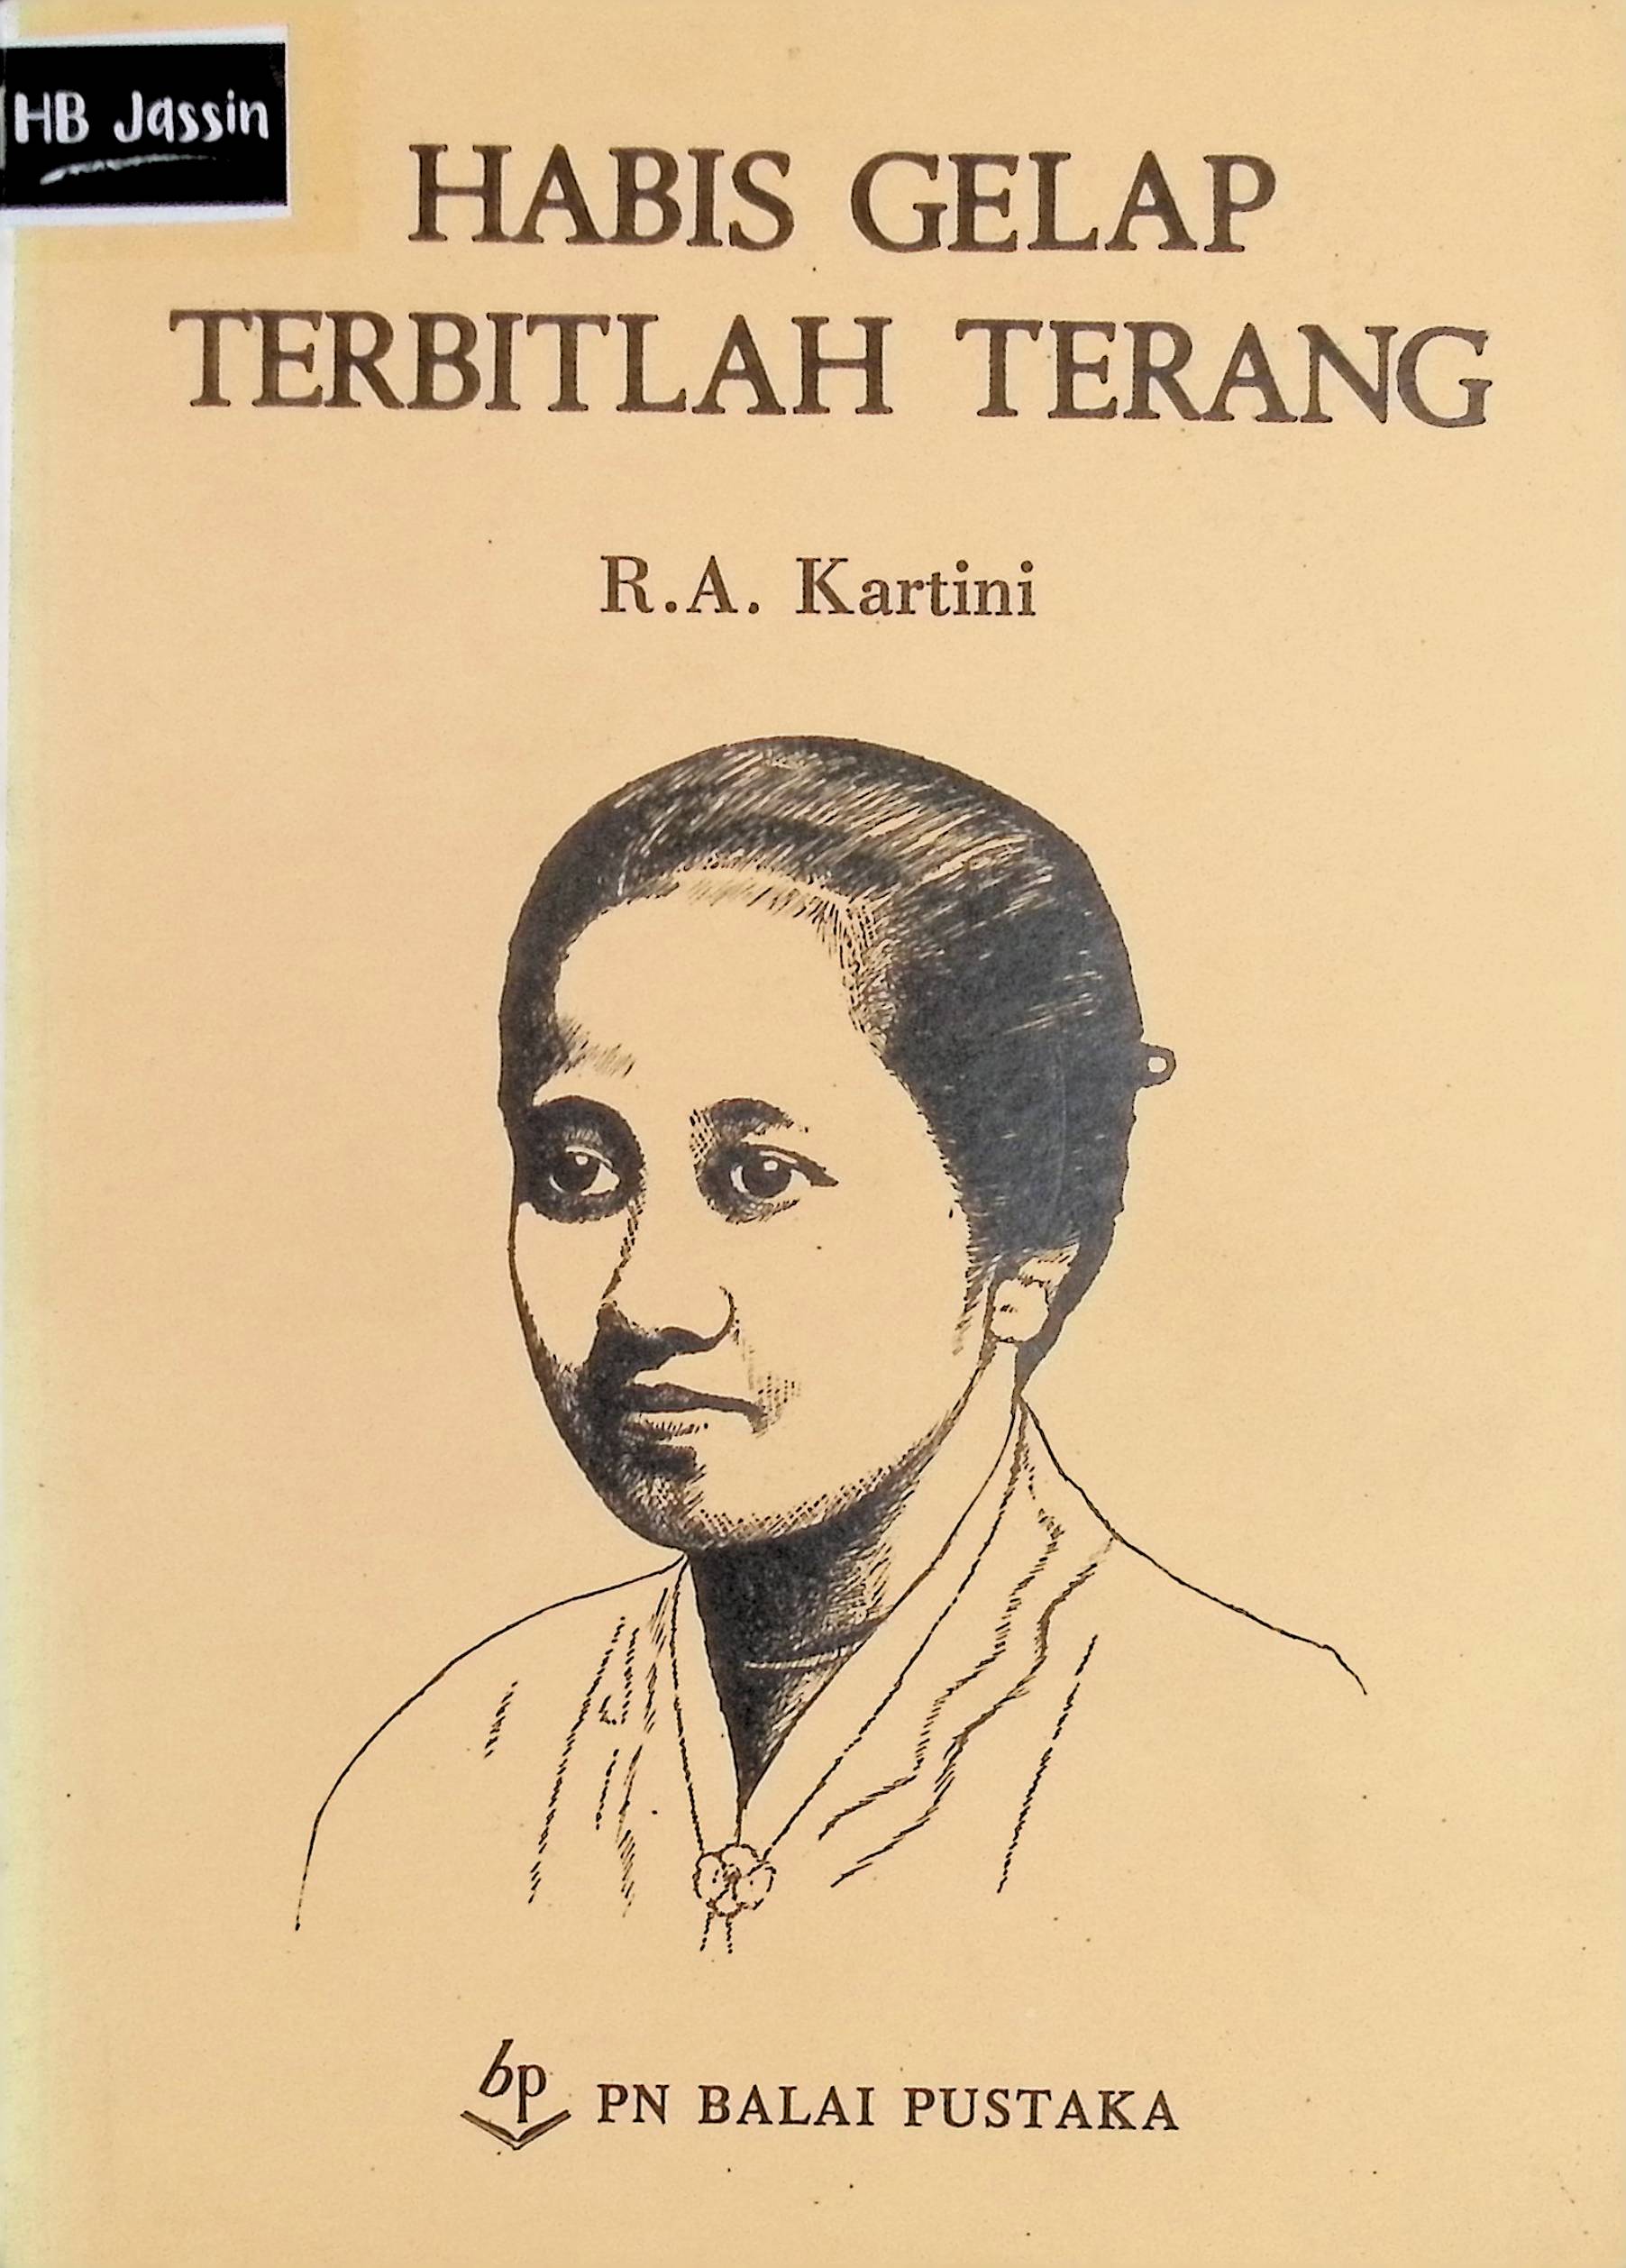 HB Jassin
HABIS GELAP
TERBITLAH TERANG
R.A. Kartini
bp PN BALAI PUSTAKA